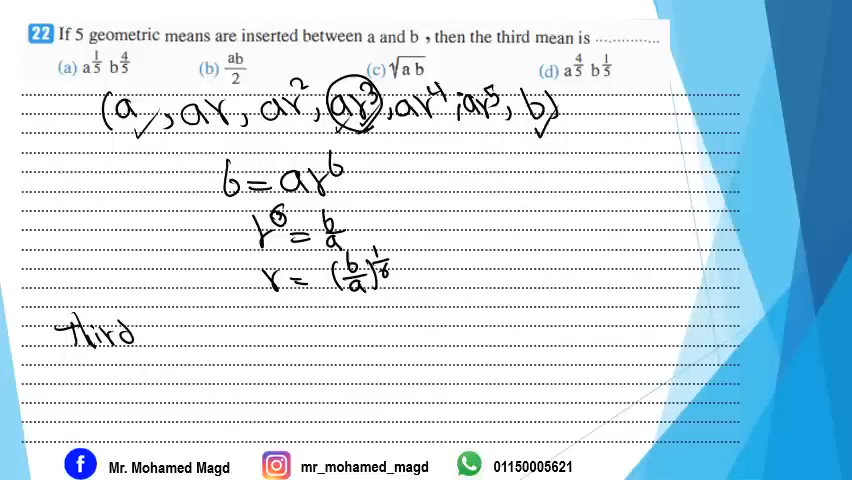 22 If 5 geometric means are inserted between a and b , then the third mean is ..............
(a) a^{1/5} b^{4/5} (b) ab/2 (c) √ab (d) a^{4/5} b^{1/5}
(a , ar, ar², ar³, ar⁴, ar⁵, b)
b = ar⁶
r⁶ = b/a
r = (b/a)^{1/6}
third
Mr. Mohamed Magd mr_mohamed_magd 01150005621